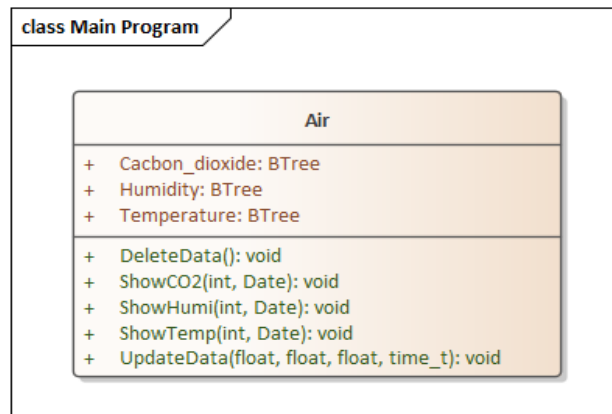 class Main Program
Air
+ Cacbon_dioxide: BTree
+ Humidity: BTree
+ Temperature: BTree
+ DeleteData(): void
+ ShowCO2(int, Date): void
+ ShowHumi(int, Date): void
+ ShowTemp(int, Date): void
+ UpdateData(float, float, float, time_t): void